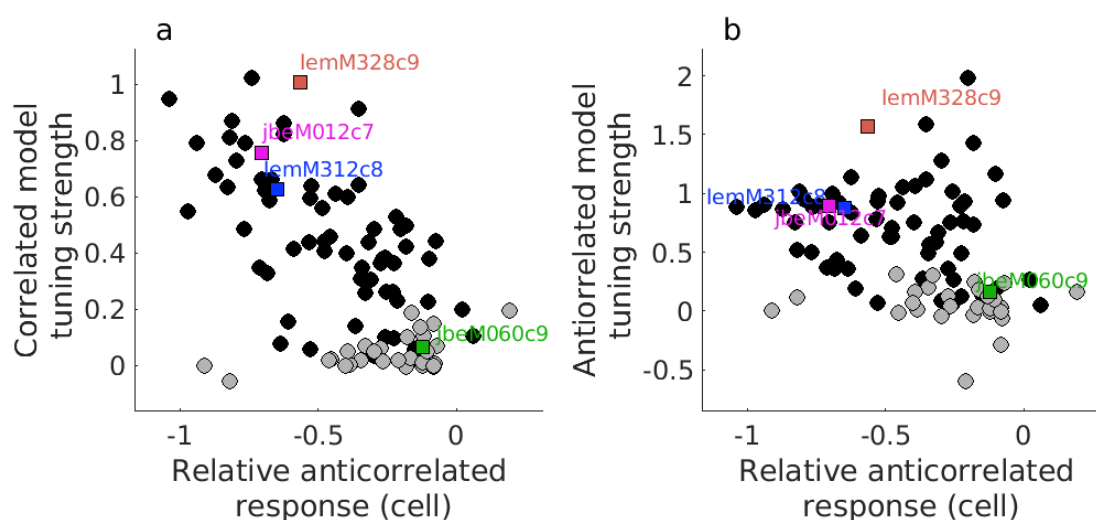 a
Correlated model
tuning strength
1
0.8
0.6
0.4
0.2
0
-1
-0.5
0
Relative anticorrelated
response (cell)
lemM328c9
jbeM012c7
lemM312c8
jbeM060c9
b
Anticorrelated model
tuning strength
2
1.5
1
0.5
0
-0.5
-1
-0.5
0
Relative anticorrelated
response (cell)
lemM328c9
lemM312c8
jbeM012c7
jbeM060c9